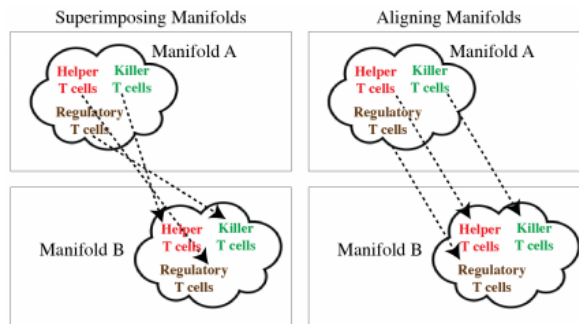 Superimposing Manifolds
Manifold A
Helper Killer
T cells T cells
Regulatory
T cells
Manifold B
Helper Killer
T cells T cells
Regulatory
T cells
Aligning Manifolds
Manifold A
Helper Killer
T cells T cells
Regulatory
T cells
Manifold B
Helper Killer
T cells T cells
Regulatory
T cells